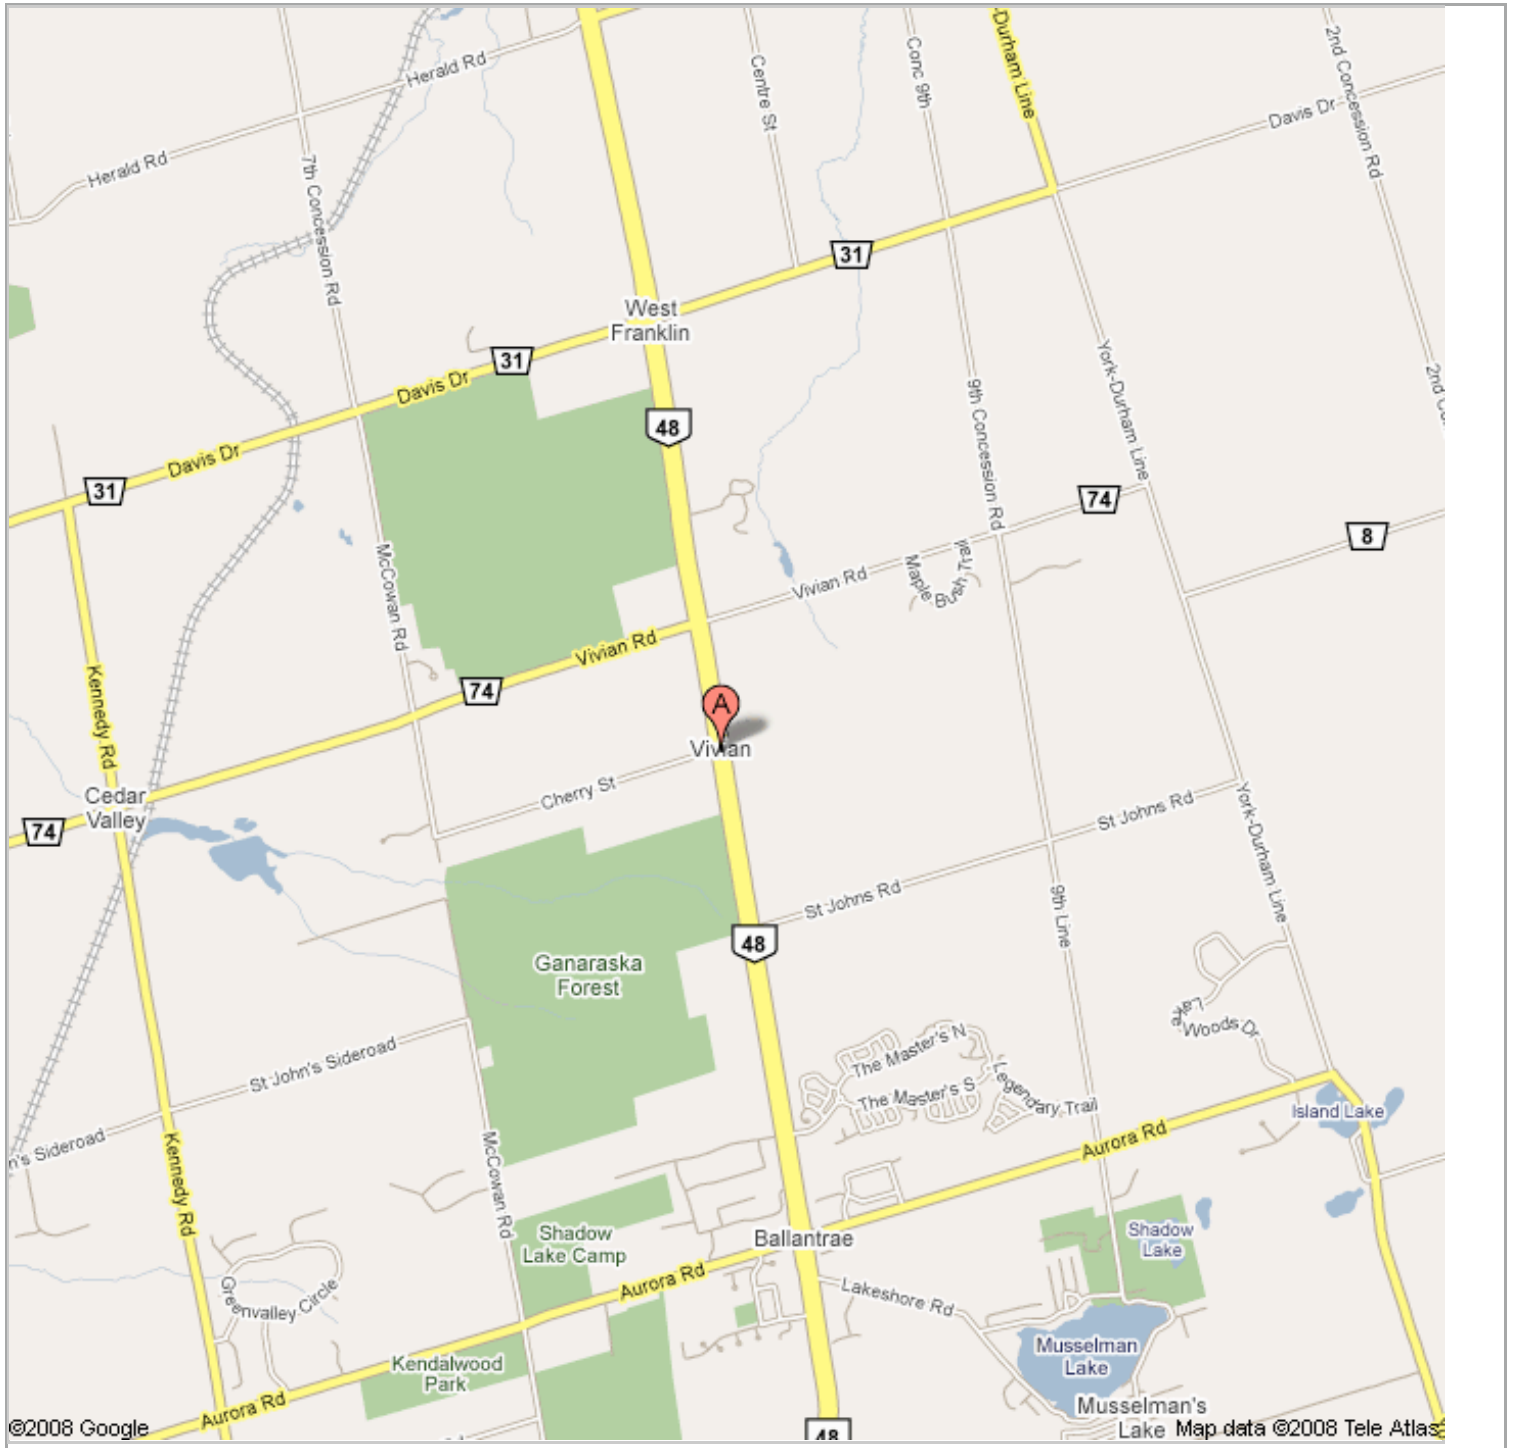 Herald Rd
Herald Rd
7th Concession Rd
Centre St
Conc 9th
-Durham Line
2nd Concession Rd
Davis Dr
31
West
Franklin
31
Davis Dr
Davis Dr
31
48
9th Concession Rd
York-Durham Line
74
8
McCowan Rd
Vivian Rd
Maple Bush Trail
Vivian Rd
74
Kennedy Rd
A
Vivian
Cherry St
Cedar
Valley
74
St Johns Rd
York-Durham Line
St Johns Rd
9th Line
48
Ganaraska
Forest
Lake
Woods Dr
The Master's N
The Master's S
Legendary Trail
St John's Sideroad
n's Sideroad
Island Lake
Aurora Rd
Kennedy Rd
McCowan Rd
Shadow
Lake Camp
Ballantrae
Shadow
Lake
Aurora Rd
Greenvalley Circle
Lakeshore Rd
Musselman
Lake
Kendalwood
Park
Aurora Rd
Musselman's
Lake
48
©2008 Google
Map data ©2008 Tele Atlas